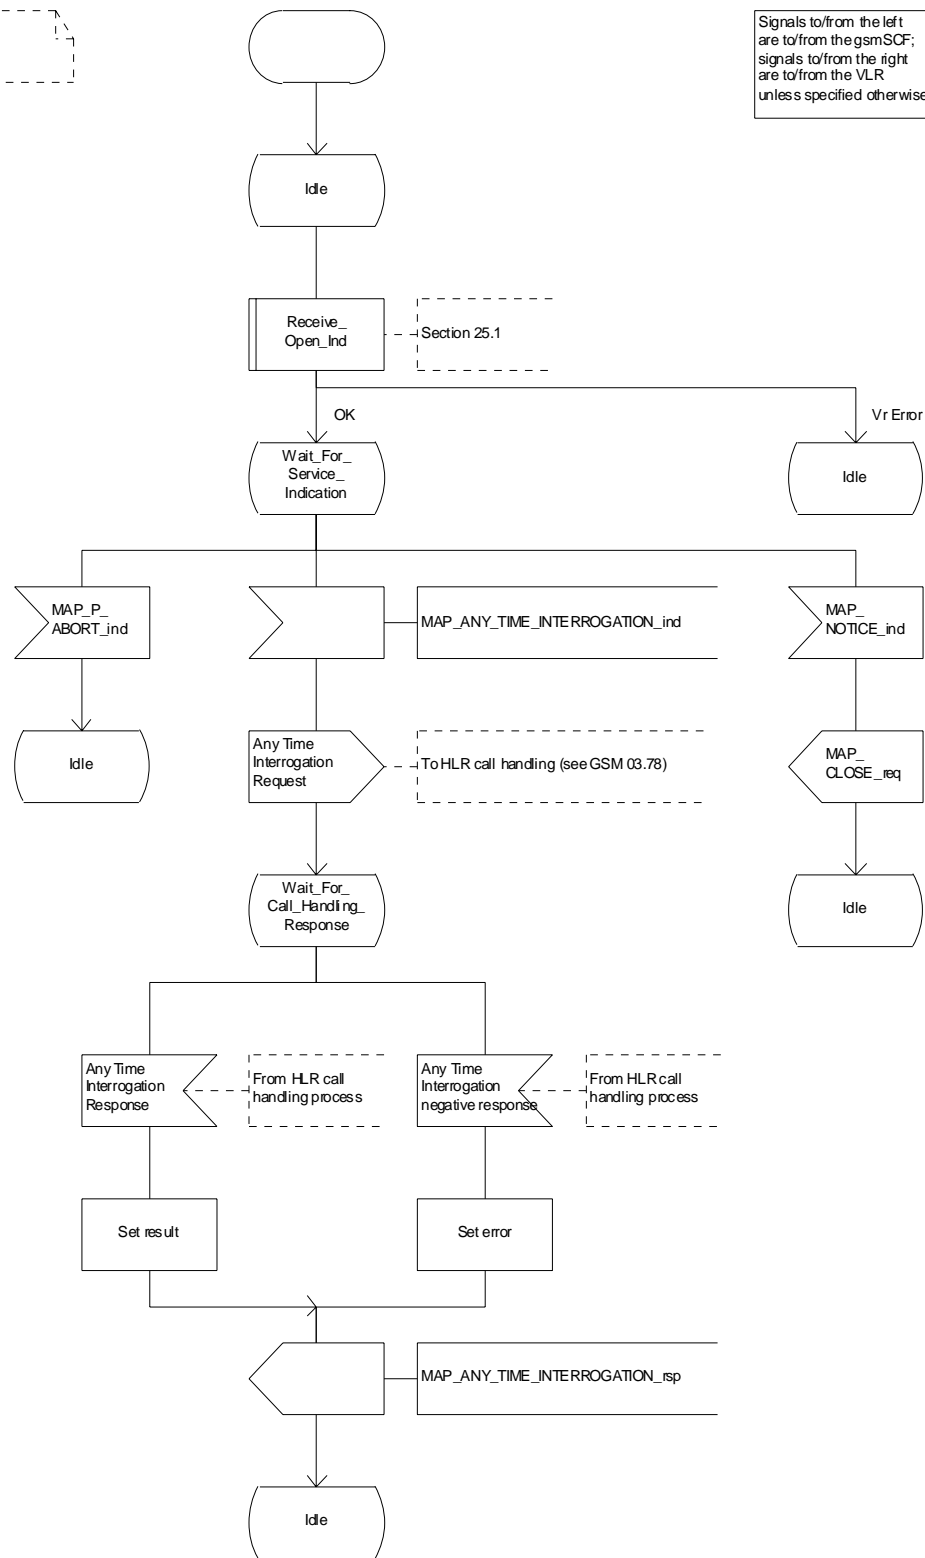 Signals to/from the left
are to/from the gsmSCF;
signals to/from the right
are to/from the VLR
unless specified otherwise
Idle
Receive_
Open_Ind
Section 25.1
OK
Vr Error
Wait_For_
Service_
Indication
Idle
MAP_P_
ABORT_ind
MAP_ANY_TIME_INTERROGATION_ind
MAP_
NOTICE_ind
Idle
Any Time
Interrogation
Request
To HLR call handling (see GSM 03.78)
MAP_
CLOSE_req
Wait_For_
Call_Handling_
Response
Idle
Any Time
Interrogation
Response
From HLR call
handling process
Any Time
Interrogation
negative response
From HLR call
handling process
Set result
Set error
MAP_ANY_TIME_INTERROGATION_rsp
Idle